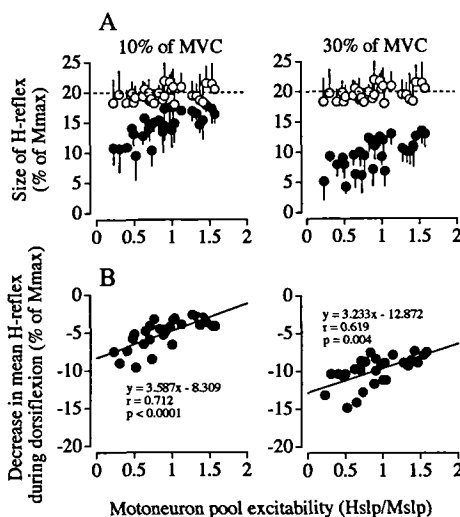 A
10% of MVC
30% of MVC
Size of H-reflex
(% of Mmax)
25
20
15
10
5
0
25
20
15
10
5
0
0 0.5 1 1.5 2
0 0.5 1 1.5 2
B
Decrease in mean H-reflex
during dorsiflexion (% of Mmax)
0
-5
-10
-15
-20
y = 3.587x - 8.309
r = 0.712
p < 0.0001
0
-5
-10
-15
-20
y = 3.233x - 12.872
r = 0.619
p = 0.004
0 0.5 1 1.5 2
0 0.5 1 1.5 2
Motoneuron pool excitability (Hslp/Mslp)